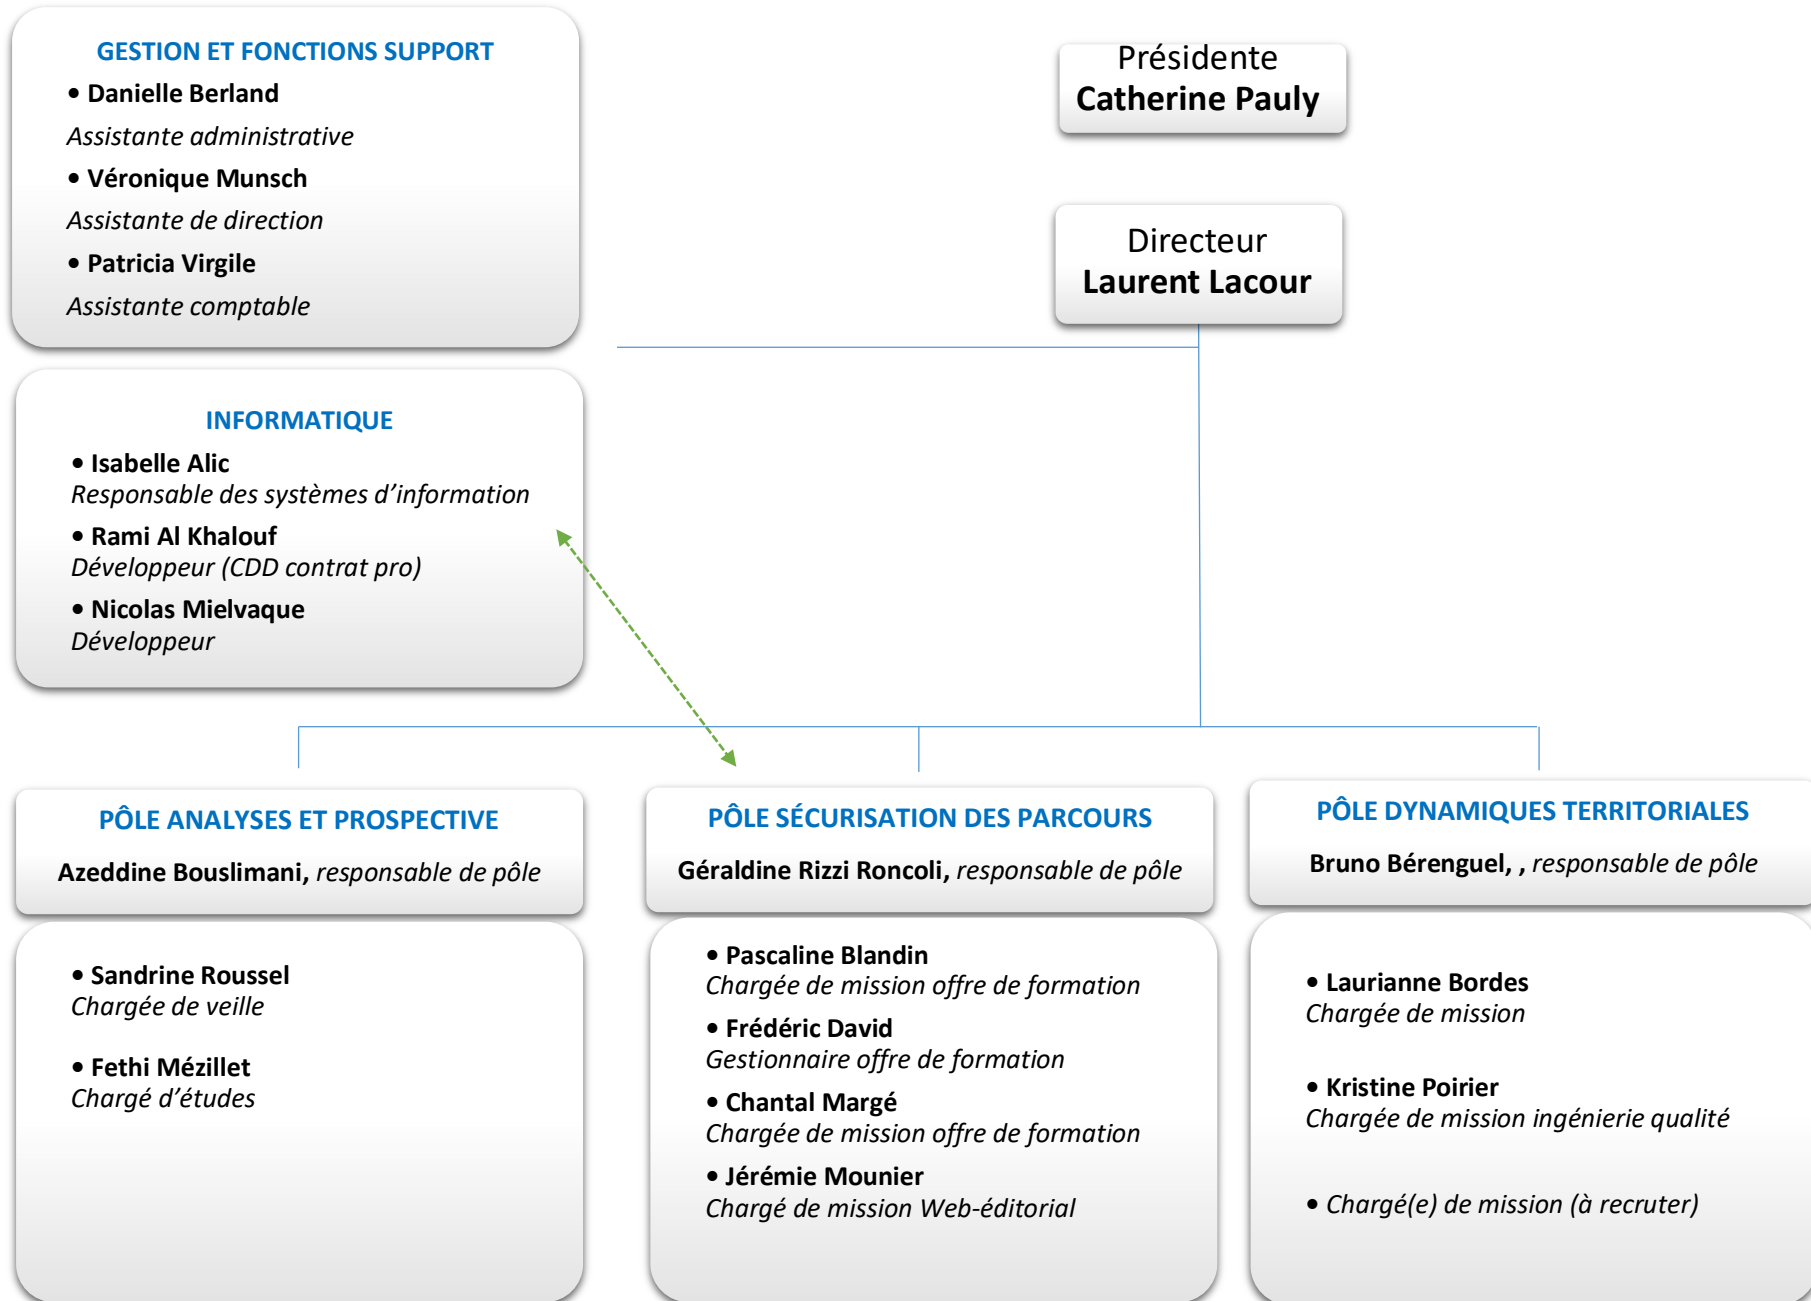 GESTION ET FONCTIONS SUPPORT
• Danielle Berland
Assistante administrative
• Véronique Munsch
Assistante de direction
• Patricia Virgile
Assistante comptable
Présidente
Catherine Pauly
Directeur
Laurent Lacour
INFORMATIQUE
• Isabelle Alic
Responsable des systèmes d’information
• Rami Al Khalouf
Développeur (CDD contrat pro)
• Nicolas Mielvaque
Développeur
PÔLE ANALYSES ET PROSPECTIVE
Azeddine Bouslimani, responsable de pôle
• Sandrine Roussel
Chargée de veille
• Fethi Mézillet
Chargé d’études
PÔLE SÉCURISATION DES PARCOURS
Géraldine Rizzi Roncoli, responsable de pôle
• Pascaline Blandin
Chargée de mission offre de formation
• Frédéric David
Gestionnaire offre de formation
• Chantal Margé
Chargée de mission offre de formation
• Jérémie Mounier
Chargé de mission Web-éditorial
PÔLE DYNAMIQUES TERRITORIALES
Bruno Bérenguel, , responsable de pôle
• Laurianne Bordes
Chargée de mission
• Kristine Poirier
Chargée de mission ingénierie qualité
• Chargé(e) de mission (à recruter)